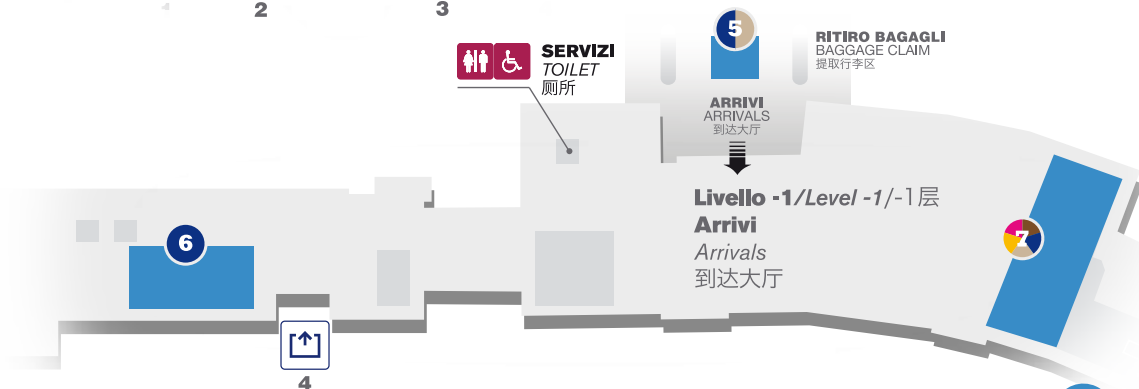 2
3
5
SERVIZI
TOILET
厕所
RITIRO BAGAGLI
BAGGAGE CLAIM
提取行李区
ARRIVI
ARRIVALS
到达大厅
Livello -1/Level -1/-1层
Arrivi
Arrivals
到达大厅
6
7
4